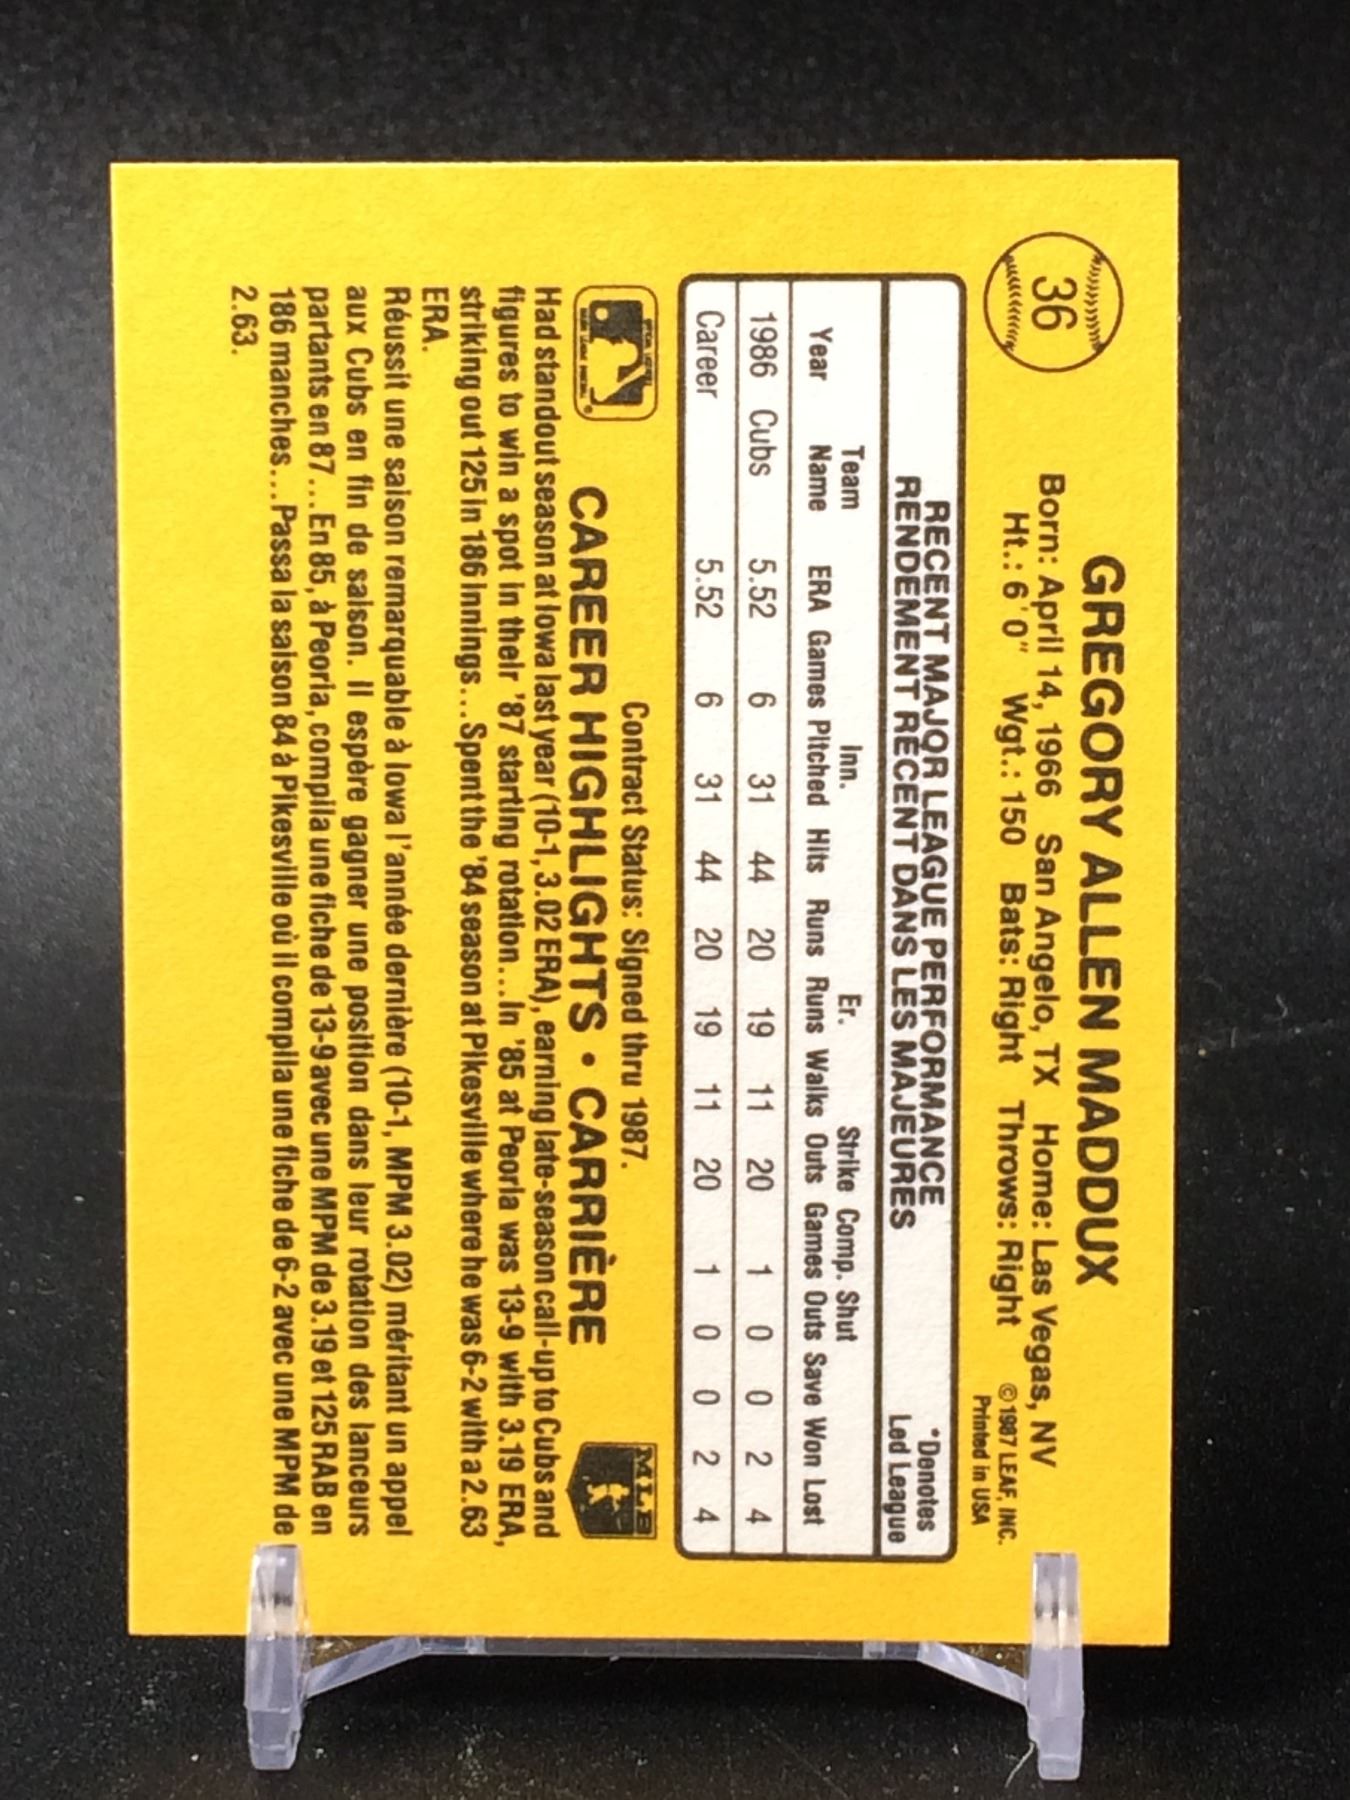 36
GREGORY ALLEN MADDUX
Born: April 14, 1966 San Angelo, TX Home: Las Vegas, NV
Ht.: 6'0" Wgt.: 150 Bats: Right Throws: Right
©1987 LEAF, INC.
Printed in USA
RECENT MAJOR LEAGUE PERFORMANCE
RENDEMENT RÉCENT DANS LES MAJEURES
*Denotes
Led League
Team Inn. Er. Strike Comp. Shut
Year Name ERA Games Pitched Hits Runs Runs Walks Outs Games Outs Save Won Lost
1986 Cubs 5.52 6 31 44 20 19 11 20 1 0 0 2 4
Career 5.52 6 31 44 20 19 11 20 1 0 0 2 4
Contract Status: Signed thru 1987.
CAREER HIGHLIGHTS • CARRIÈRE
MLB
Had standout season at Iowa last year (10-1, 3.02 ERA), earning late-season call-up to Cubs and
figures to win a spot in their '87 starting rotation...In '85 at Peoria was 13-9 with 3.19 ERA,
striking out 125 in 186 innings...Spent the '84 season at Pikesville where he was 6-2 with a 2.63
ERA.
Réussit une saison remarquable à Iowa l'année dernière (10-1, MPM 3.02) méritant un appel
aux Cubs en fin de saison. Il espère gagner une position dans leur rotation des lanceurs
partants en 87...En 85, à Peoria, compila une fiche de 13-9 avec une MPM de 3.19 et 125 RAB en
186 manches...Passa la saison 84 à Pikesville où il compila une fiche de 6-2 avec une MPM de
2.63.